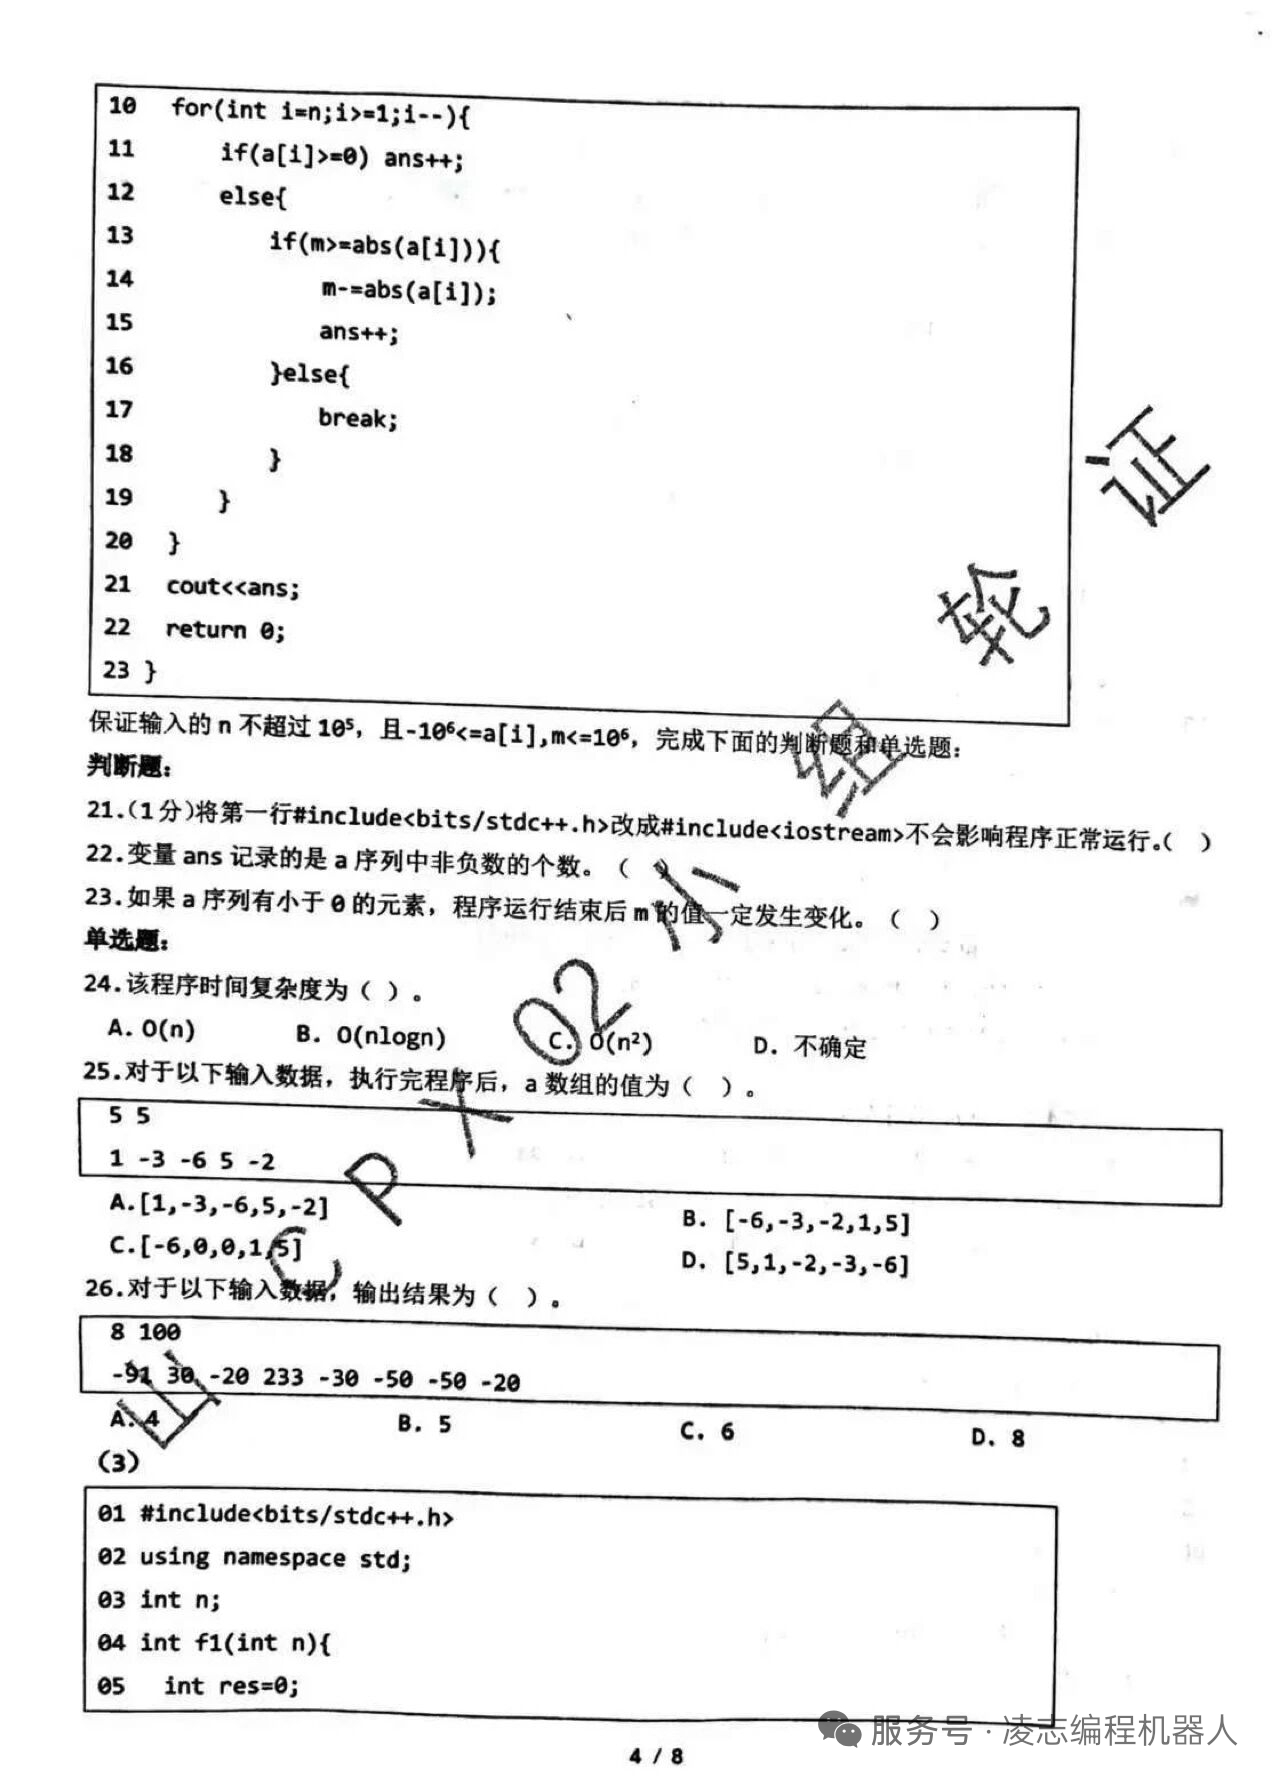 10 for(int i=n;i>=1;i--){
11 if(a[i]>=0) ans++;
12 else{
13 if(m>=abs(a[i])){
14 m-=abs(a[i]);
15 ans++;
16 }else{
17 break;
18 }
19 }
20 }
21 cout<<ans;
22 return 0;
23 }
保证输入的 n 不超过 10⁵，且-10⁶<=a[i],m<=10⁶，完成下面的判断题和单选题：
判断题：
21.（1 分）将第一行#include<bits/stdc++.h>改成#include<iostream>不会影响程序正常运行。（ ）
22.变量 ans 记录的是 a 序列中非负数的个数。（ ）
23.如果 a 序列有小于 0 的元素，程序运行结束后 m 的值一定发生变化。（ ）
单选题：
24.该程序时间复杂度为（ ）。
A. O(n) B. O(nlogn) C. O(n²) D. 不确定
25.对于以下输入数据，执行完程序后，a 数组的值为（ ）。
5 5
1 -3 -6 5 -2
A.[1,-3,-6,5,-2] B. [-6,-3,-2,1,5]
C.[-6,0,0,1,5] D. [5,1,-2,-3,-6]
26.对于以下输入数据，输出结果为（ ）。
8 100
-91 30 -20 233 -30 -50 -50 -20
A. 4 B. 5 C. 6 D. 8
（3）
01 #include<bits/stdc++.h>
02 using namespace std;
03 int n;
04 int f1(int n){
05 int res=0;
服务号 · 凌志编程机器人
4 / 8
CPX02小组轮证